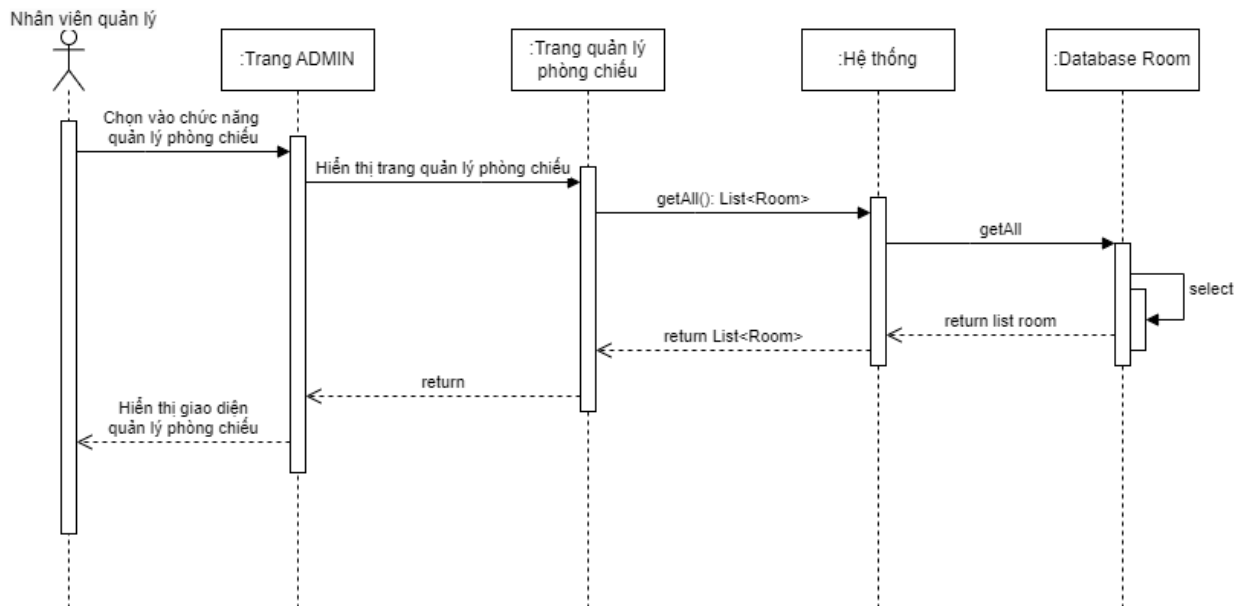 Nhân viên quản lý
:Trang ADMIN
:Trang quản lý
phòng chiếu
:Hệ thống
:Database Room
Chọn vào chức năng
quản lý phòng chiếu
Hiển thị trang quản lý phòng chiếu
getAll(): List<Room>
getAll
select
return list room
return List<Room>
return
Hiển thị giao diện
quản lý phòng chiếu